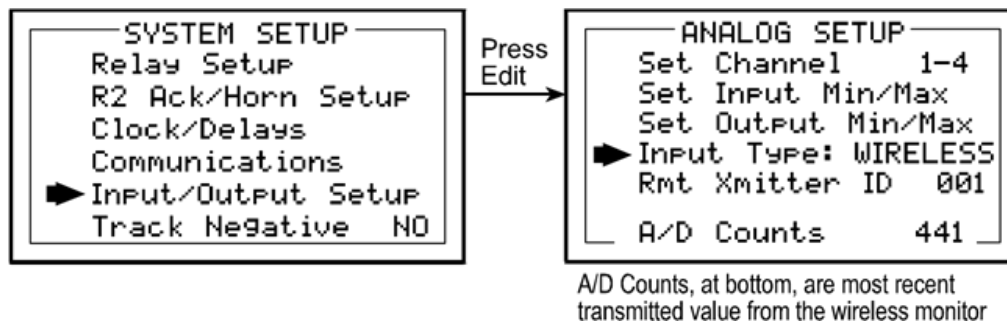 SYSTEM SETUP
Relay Setup
R2 Ack/Horn Setup
Clock/Delays
Communications
Input/Output Setup
Track Negative NO
Press
Edit
ANALOG SETUP
Set Channel 1-4
Set Input Min/Max
Set Output Min/Max
Input Type: WIRELESS
Rmt Xmitter ID 001
A/D Counts 441
A/D Counts, at bottom, are most recent
transmitted value from the wireless monitor